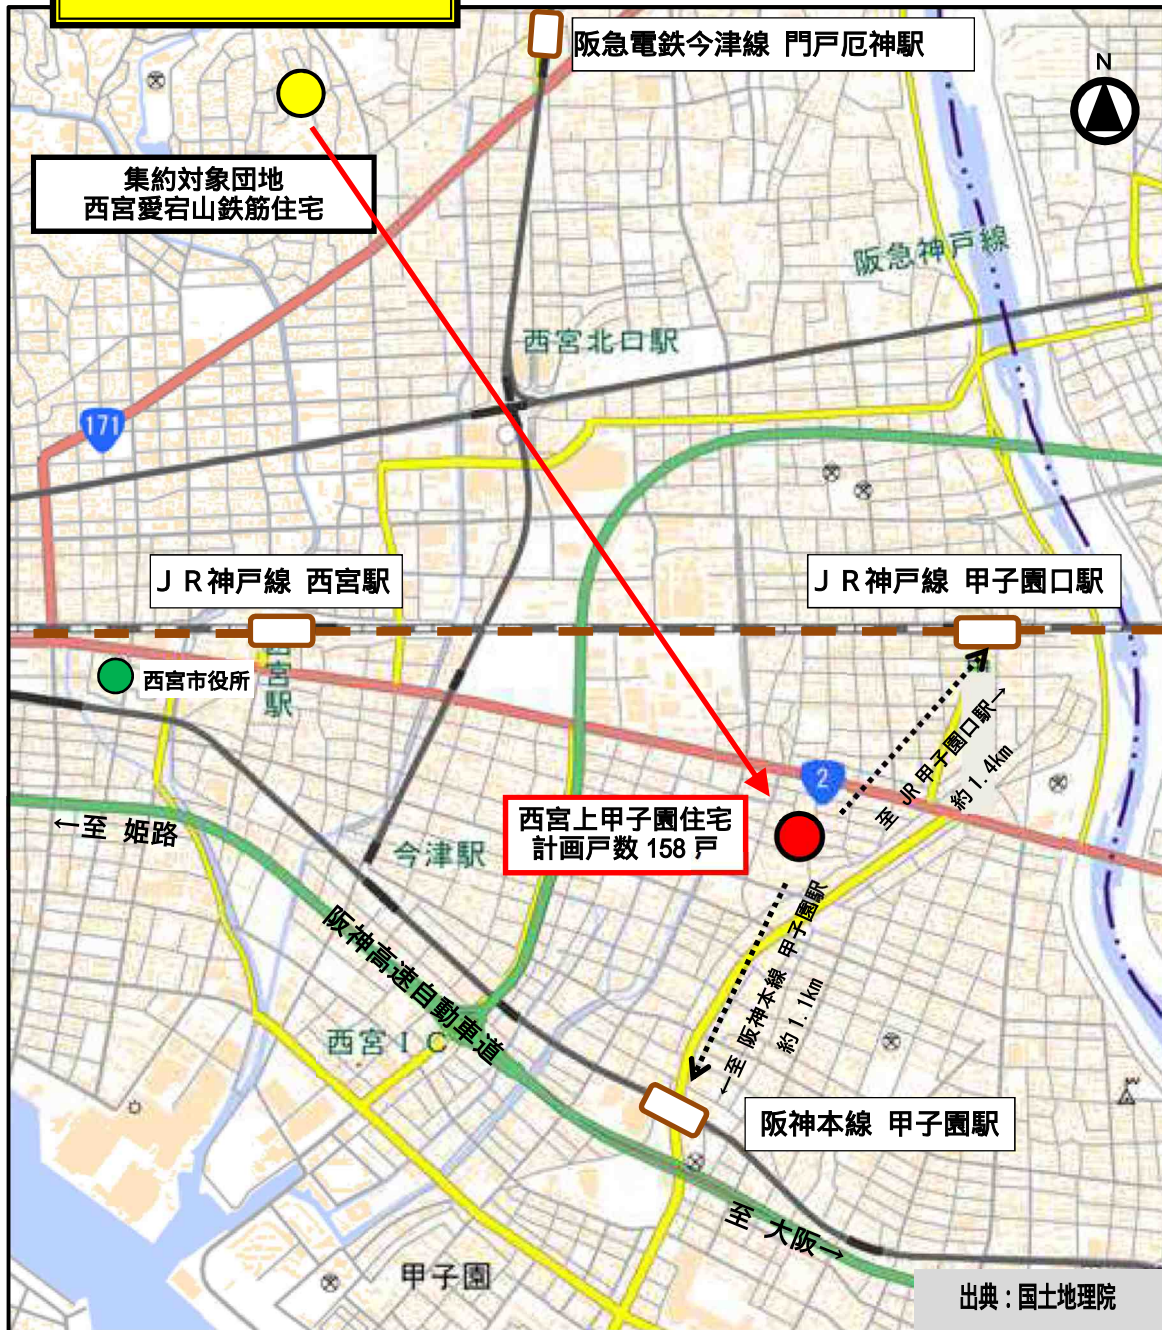 阪急電鉄今津線 門戸厄神駅
N
集約対象団地
西宮愛宕山鉄筋住宅
阪急神戸線
西宮北口駅
171
ＪＲ神戸線 西宮駅
ＪＲ神戸線 甲子園口駅
西宮市役所
西宮駅
至 JR 甲子園口駅→
約 1.4km
2
西宮上甲子園住宅
計画戸数 158 戸
←至 姫路
今津駅
阪神高速自動車道
←至 阪神本線 甲子園駅
約 1.1km
西宮ＩＣ
阪神本線 甲子園駅
至 大阪→
甲子園
出典：国土地理院